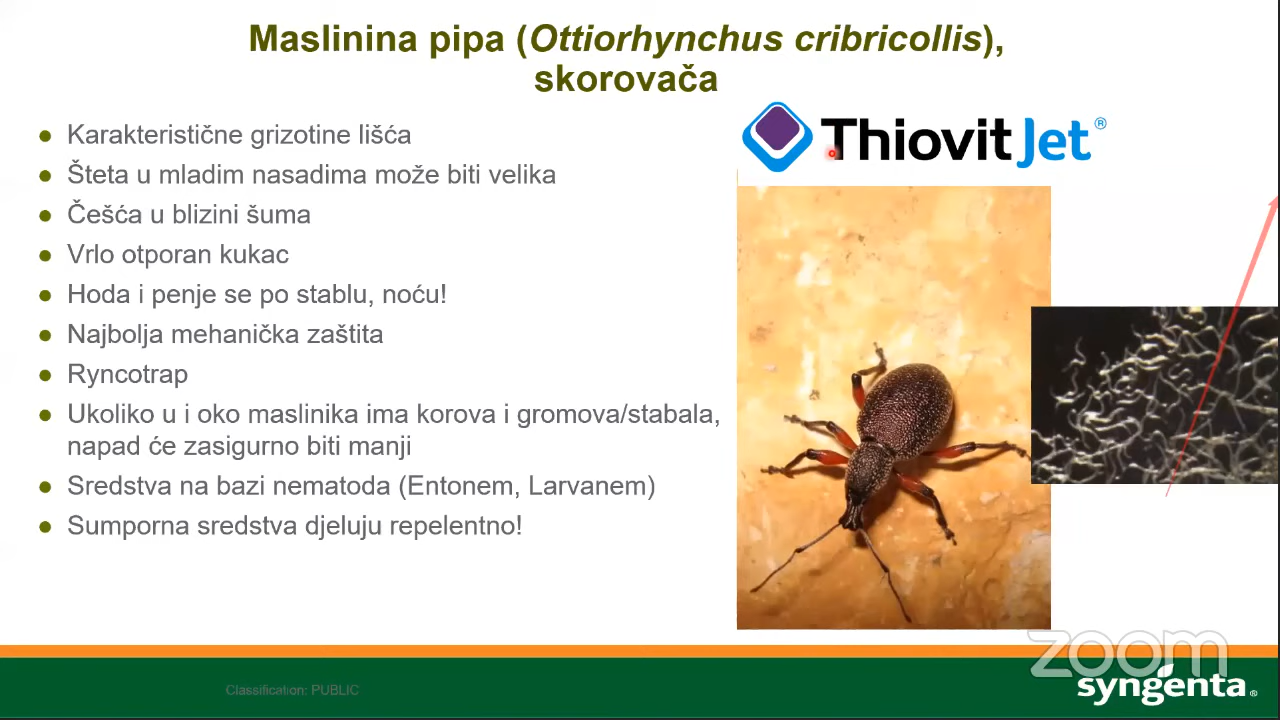 Maslinina pipa (Ottiorhynchus cribricollis),
skorovača
Karakteristične grizotine lišća
Šteta u mladim nasadima može biti velika
Češća u blizini šuma
Vrlo otporan kukac
Hoda i penje se po stablu, noću!
Najbolja mehanička zaštita
Ryncotrap
Ukoliko u i oko maslinika ima korova i gromova/stabala,
napad će zasigurno biti manji
Sredstva na bazi nematoda (Entonem, Larvanem)
Sumporna sredstva djeluju repelentno!
Thiovit Jet®
zoom
Classification: PUBLIC
syngenta®